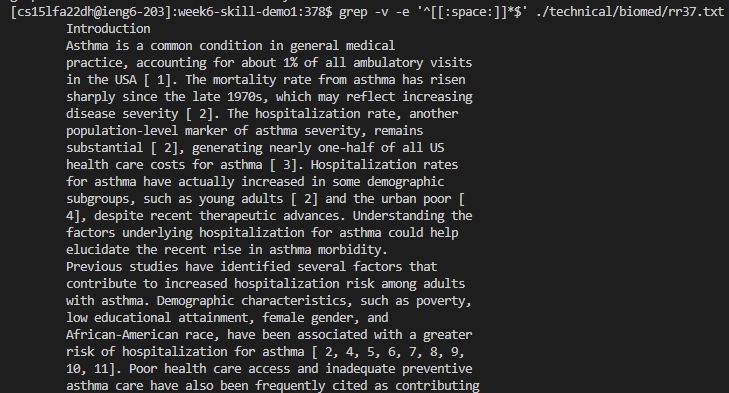 [cs15lfa22dh@ieng6-203]:week6-skill-demo1:378$ grep -v -e '^[[:space:]]*$' ./technical/biomed/rr37.txt
Introduction
Asthma is a common condition in general medical
practice, accounting for about 1% of all ambulatory visits
in the USA [ 1]. The mortality rate from asthma has risen
sharply since the late 1970s, which may reflect increasing
disease severity [ 2]. The hospitalization rate, another
population-level marker of asthma severity, remains
substantial [ 2], generating nearly one-half of all US
health care costs for asthma [ 3]. Hospitalization rates
for asthma have actually increased in some demographic
subgroups, such as young adults [ 2] and the urban poor [
4], despite recent therapeutic advances. Understanding the
factors underlying hospitalization for asthma could help
elucidate the recent rise in asthma morbidity.
Previous studies have identified several factors that
contribute to increased hospitalization risk among adults
with asthma. Demographic characteristics, such as poverty,
low educational attainment, female gender, and
African-American race, have been associated with a greater
risk of hospitalization for asthma [ 2, 4, 5, 6, 7, 8, 9,
10, 11]. Poor health care access and inadequate preventive
asthma care have also been frequently cited as contributing